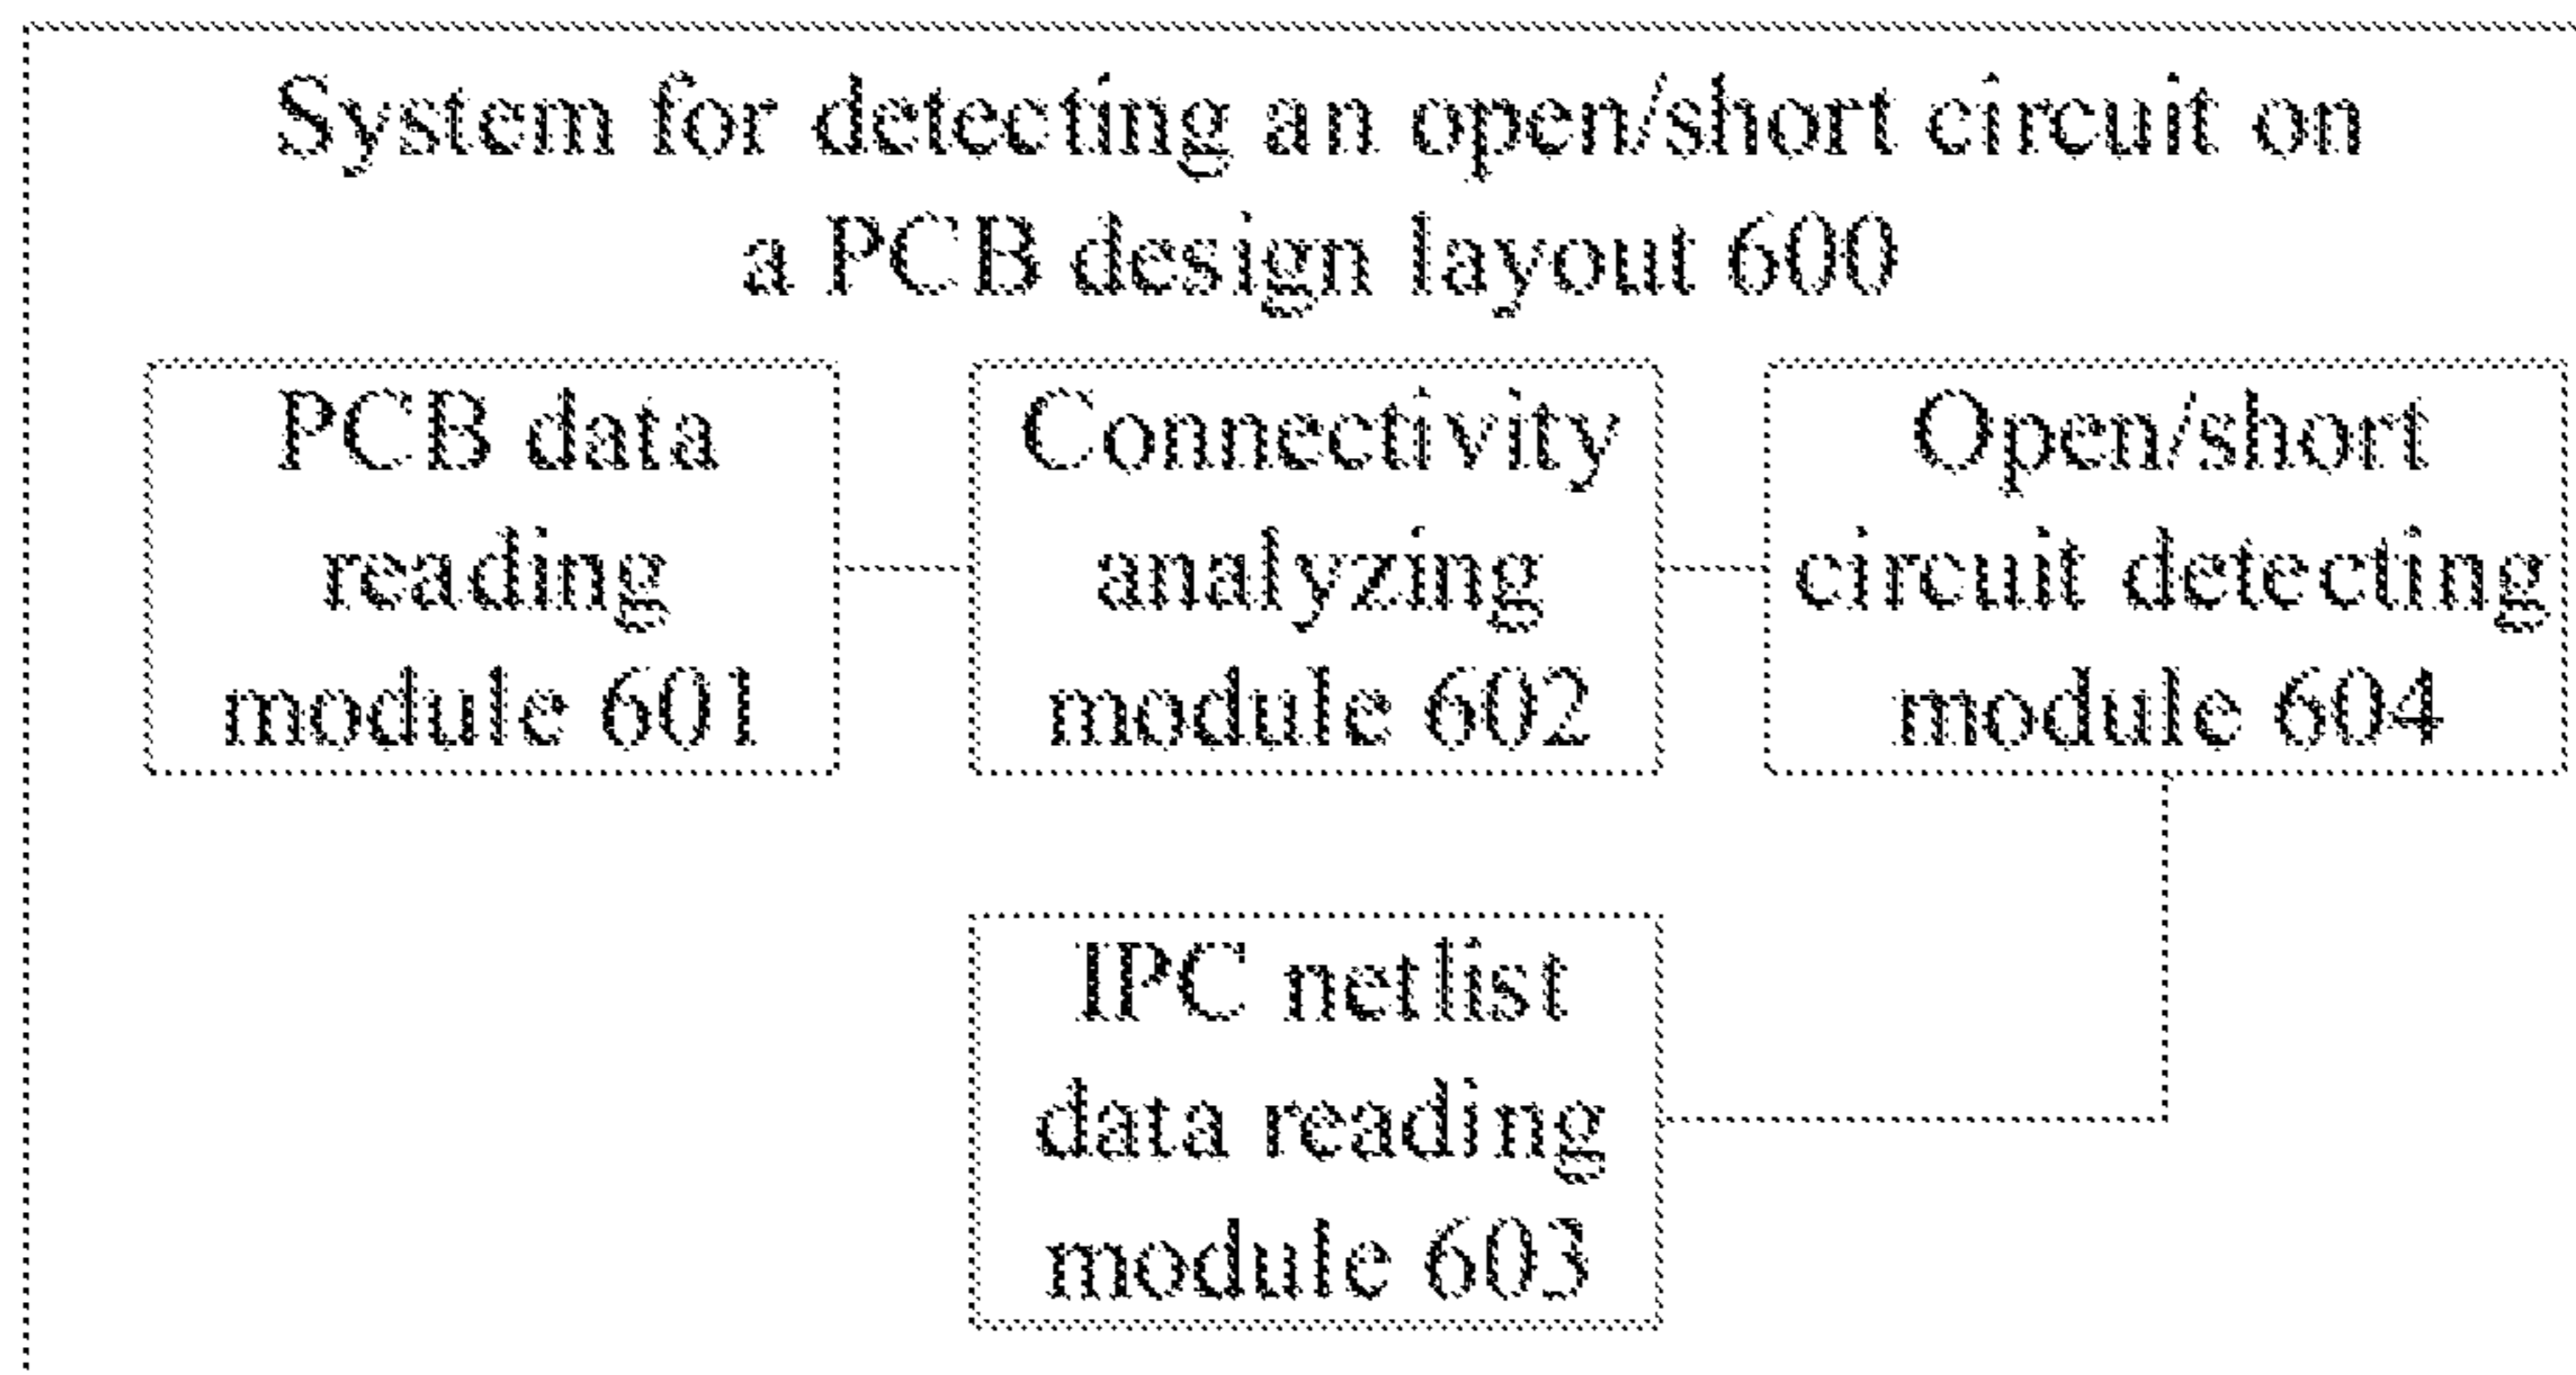 System for detecting an open/short circuit on
a PCB design layout 600
PCB data
reading
module 601
Connectivity
analyzing
module 602
Open/short
circuit detecting
module 604
IPC netlist
data reading
module 603